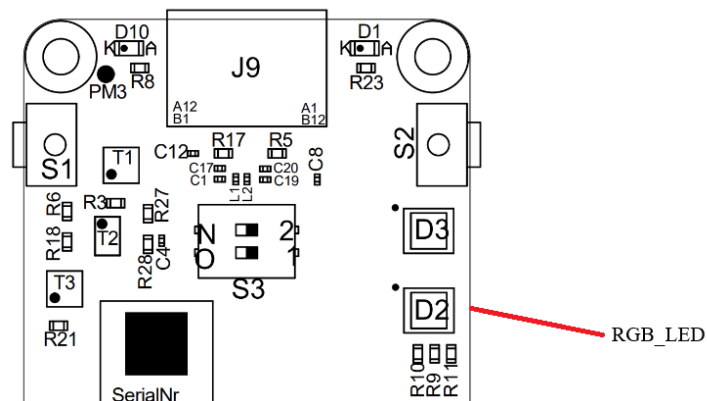 D10
K A
R8
PM3
J9
A12
B1
A1
B12
D1
K A
R23
S1
T1
C12
R17
R5
C8
C17
C1
L1
L2
C20
C19
S2
R6
R3
R27
R18
T2
R28
C4
N 2
O 1
S3
D3
T3
R21
D2
RGB_LED
R10
R9
R11
SerialNr